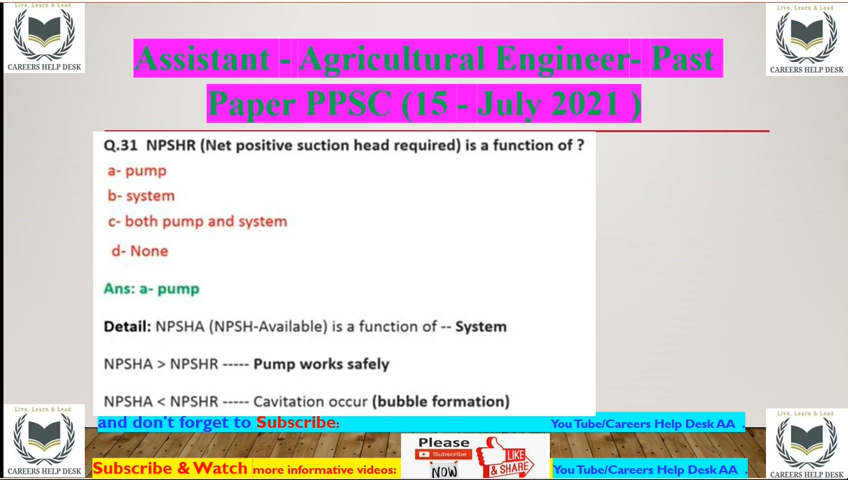 Live, Learn & Lead
CAREERS HELP DESK
Live, Learn & Lead
CAREERS HELP DESK
Assistant - Agricultural Engineer- Past
Paper PPSC (15 - July 2021 )
Q.31 NPSHR (Net positive suction head required) is a function of ?
a- pump
b- system
c- both pump and system
d- None
Ans: a- pump
Detail: NPSHA (NPSH-Available) is a function of -- System
NPSHA > NPSHR ----- Pump works safely
NPSHA < NPSHR ----- Cavitation occur (bubble formation)
and don't forget to Subscribe: You Tube/Careers Help Desk AA .
Live, Learn & Lead
CAREERS HELP DESK
Please
Subscribe
NOW
LIKE
& SHARE
Live, Learn & Lead
CAREERS HELP DESK
Subscribe & Watch more informative videos: You Tube/Careers Help Desk AA .